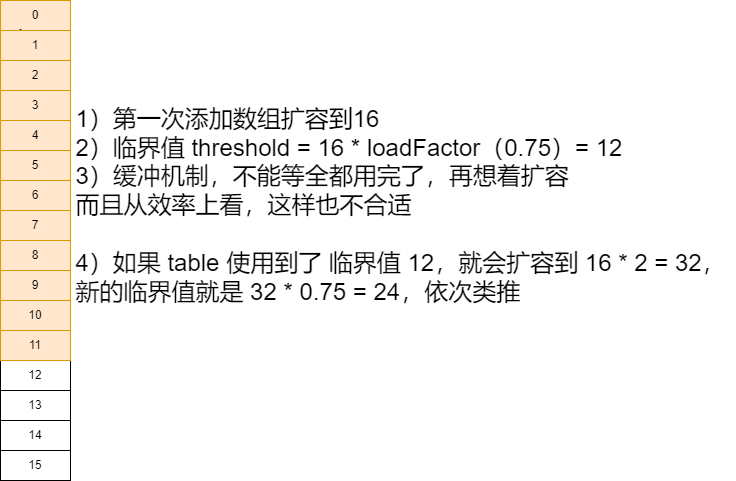 0
1
2
3
4
5
6
7
8
9
10
11
12
13
14
15
1）第一次添加数组扩容到16
2）临界值 threshold = 16 * loadFactor（0.75）= 12
3）缓冲机制，不能等全都用完了，再想着扩容
而且从效率上看，这样也不合适
4）如果 table 使用到了 临界值 12，就会扩容到 16 * 2 = 32，
新的临界值就是 32 * 0.75 = 24，依次类推